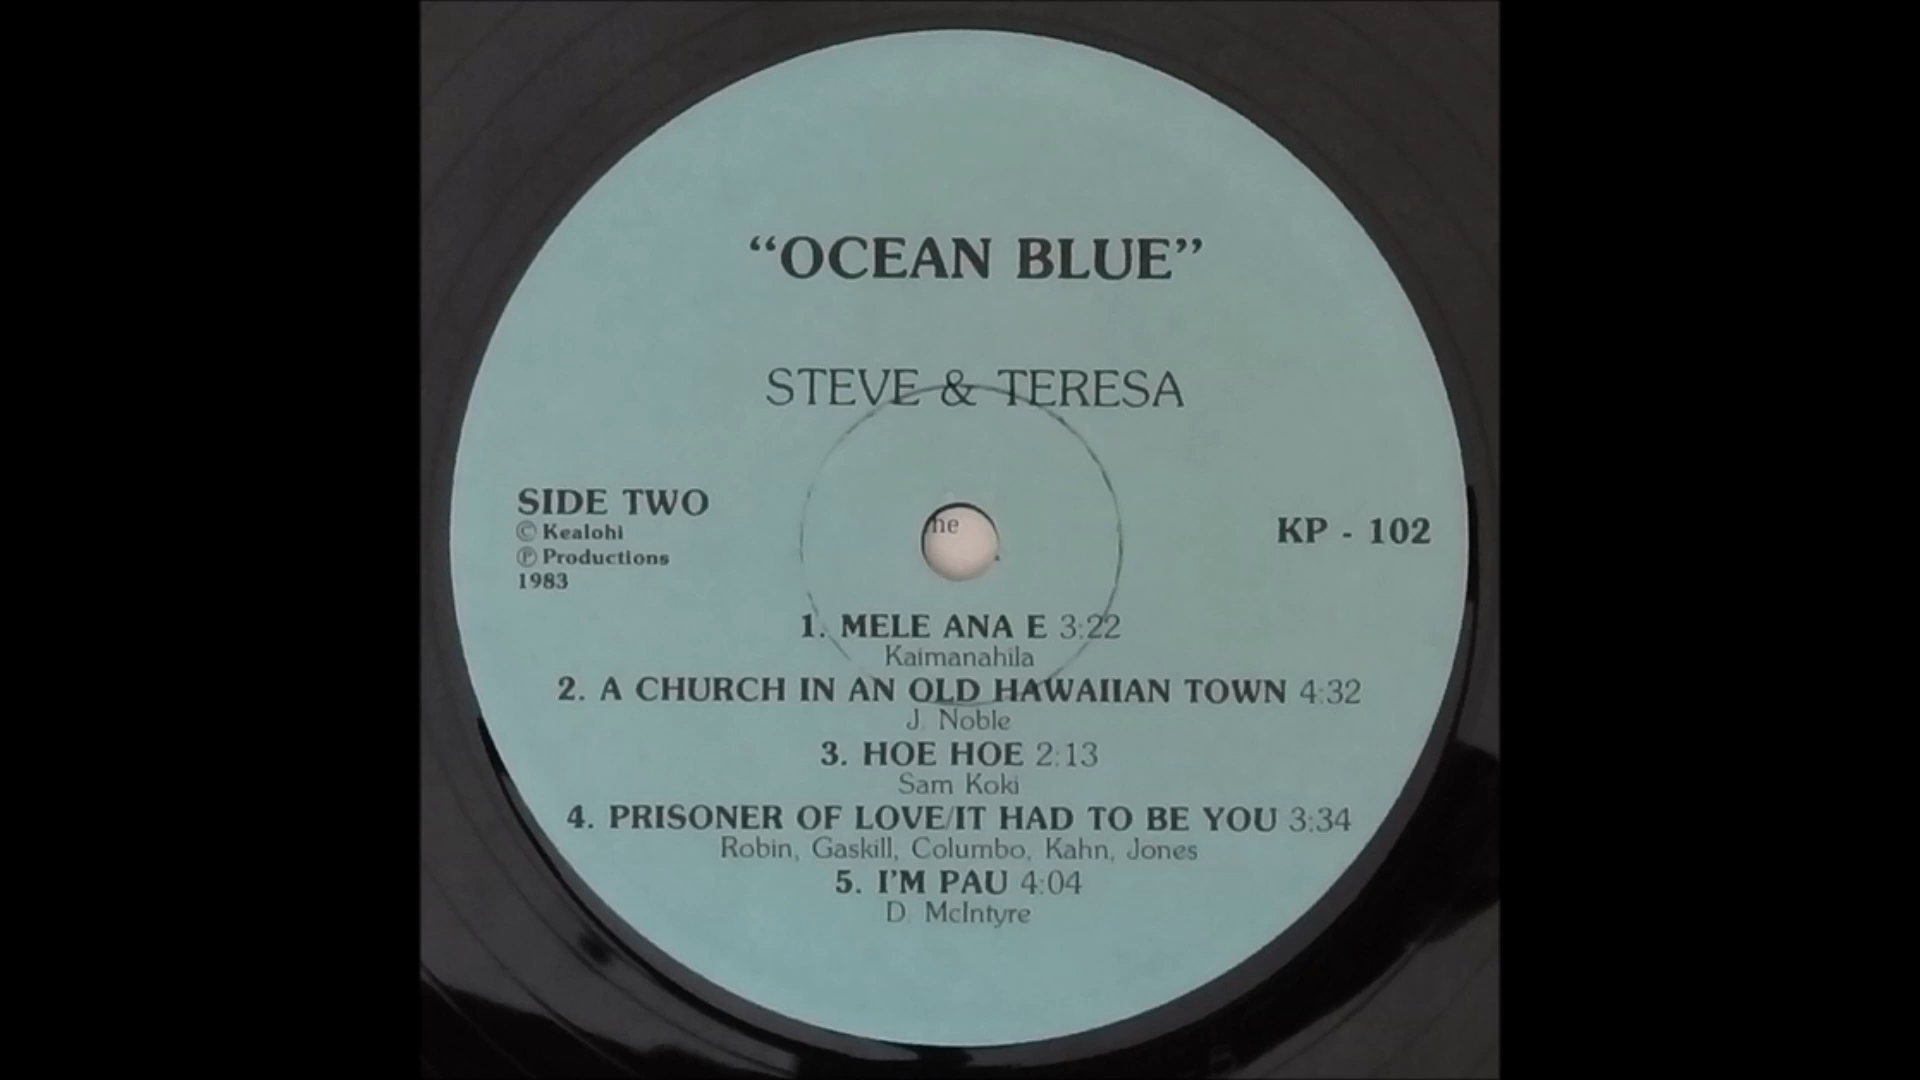 “OCEAN BLUE”
STEVE & TERESA
SIDE TWO
© Kealohi
℗ Productions
1983
KP - 102
he
1. MELE ANA E 3:22
Kaimanahila
2. A CHURCH IN AN OLD HAWAIIAN TOWN 4:32
J. Noble
3. HOE HOE 2:13
Sam Koki
4. PRISONER OF LOVE/IT HAD TO BE YOU 3:34
Robin, Gaskill, Columbo, Kahn, Jones
5. I'M PAU 4:04
D. McIntyre